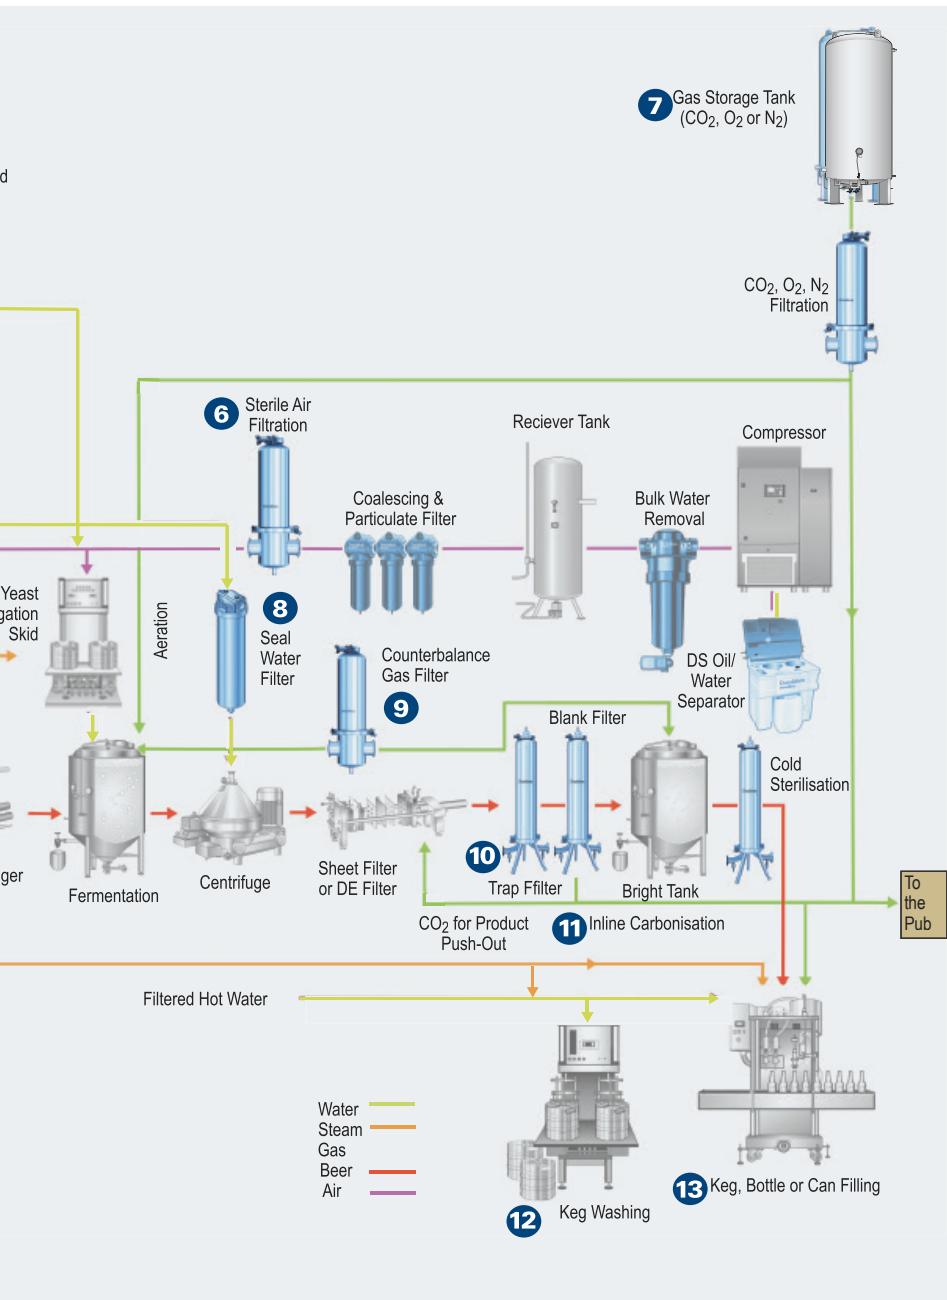 7
Gas Storage Tank
(CO2, O2 or N2)
d
CO2, O2, N2
Filtration
6
Sterile Air
Filtration
Reciever Tank
Compressor
Coalescing &
Particulate Filter
Bulk Water
Removal
Yeast
gation
Skid
Aeration
8
Seal
Water
Filter
Counterbalance
Gas Filter
9
DS Oil/
Water
Separator
Blank Filter
Cold
Sterilisation
ger
Fermentation
Centrifuge
Sheet Filter
or DE Filter
10
Trap Ffilter
Bright Tank
To
the
Pub
CO2 for Product
Push-Out
11
Inline Carbonisation
Filtered Hot Water
Water
Steam
Gas
Beer
Air
12
Keg Washing
13
Keg, Bottle or Can Filling